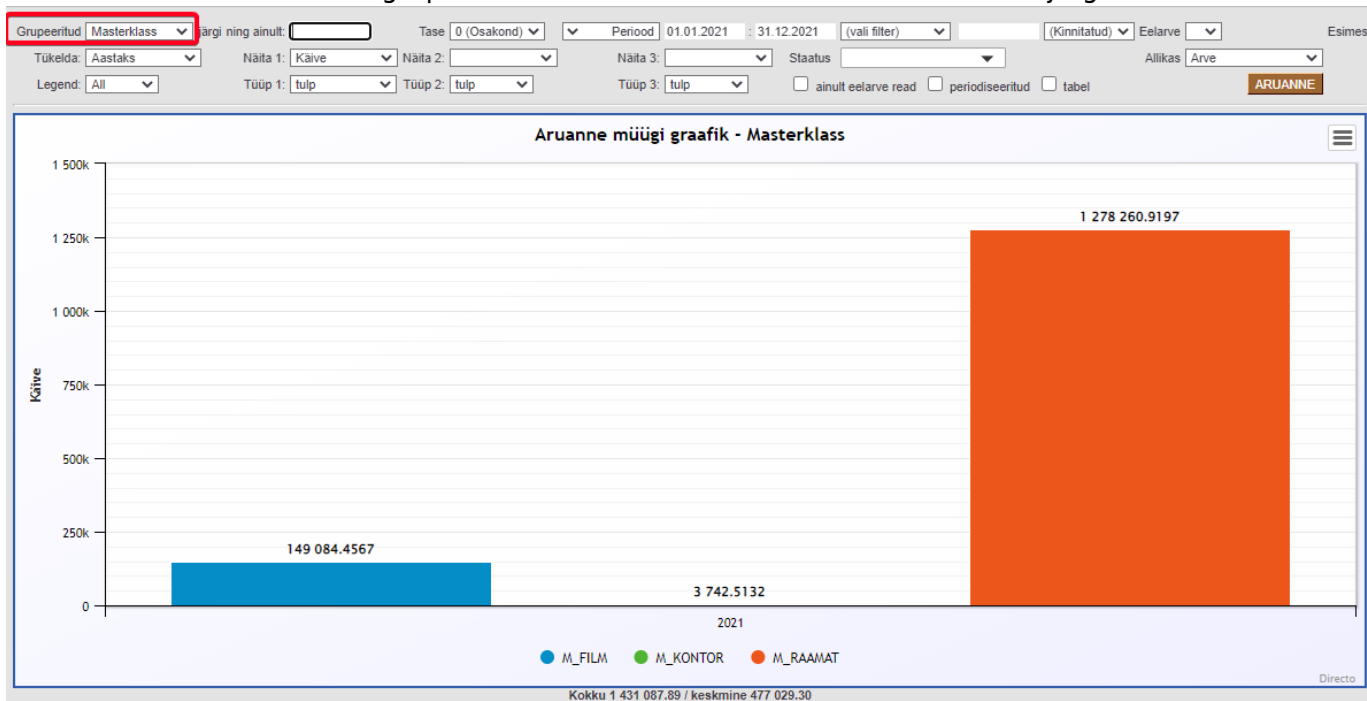 Grupeeritud Masterklass järgi ning ainult: Tase 0 (Osakond) Periood 01.01.2021 : 31.12.2021 (vali filter) (Kinnitatud) Eelarve Esimes
Tükelda: Aastaks Näita 1: Käive Näita 2: Näita 3: Staatus Allikas Arve
Legend: All Tüüp 1: tulp Tüüp 2: tulp Tüüp 3: tulp ainult eelarve read periodiseeritud tabel ARUANNE
Aruanne müügi graafik - Masterklass
1 500k
1 278 260.9197
1 250k
1 000k
Käive
750k
500k
250k
149 084.4567
3 742.5132
0
2021
M_FILM M_KONTOR M_RAAMAT
Directo
Kokku 1 431 087.89 / keskmine 477 029.30